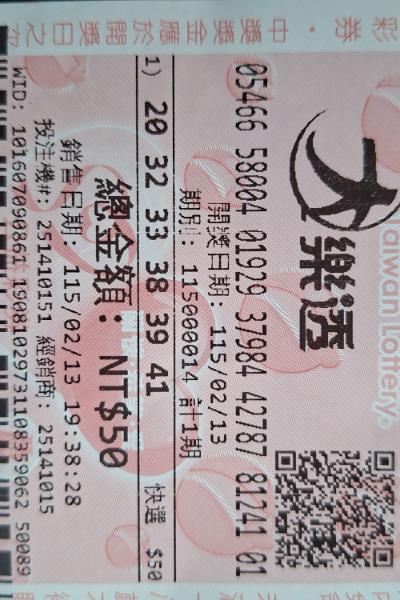 Taiwan Lottery
大樂透
05466 58004 01929 37984 42787 81241 01
開獎日期: 115/02/13
期別: 115000014 計1期
1) 20 32 33 38 39 41 快選 $50
總金額: NT$50
銷售日期: 115/02/13 19:38:28
投注機#: 251410151 經銷商: 25141015
WID: 101607090361 19081029731108359062 50089
彩券·中獎獎金應於開獎日之次